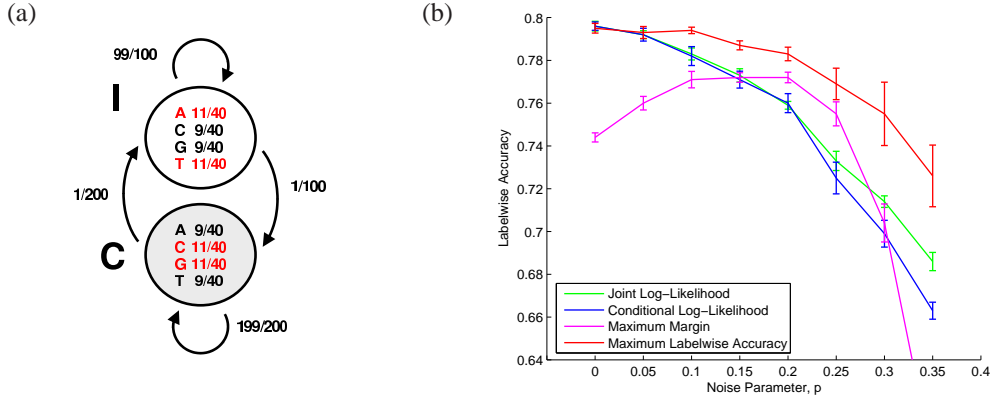 (a)
99/100
I
A 11/40
C 9/40
G 9/40
T 11/40
1/200
1/100
C
A 9/40
C 11/40
G 11/40
T 9/40
199/200
(b)
0.8
0.78
0.76
0.74
0.72
0.7
0.68
0.66
0.64
Labelwise Accuracy
Joint Log−Likelihood
Conditional Log−Likelihood
Maximum Margin
Maximum Labelwise Accuracy
0 0.05 0.1 0.15 0.2 0.25 0.3 0.35 0.4
Noise Parameter, p